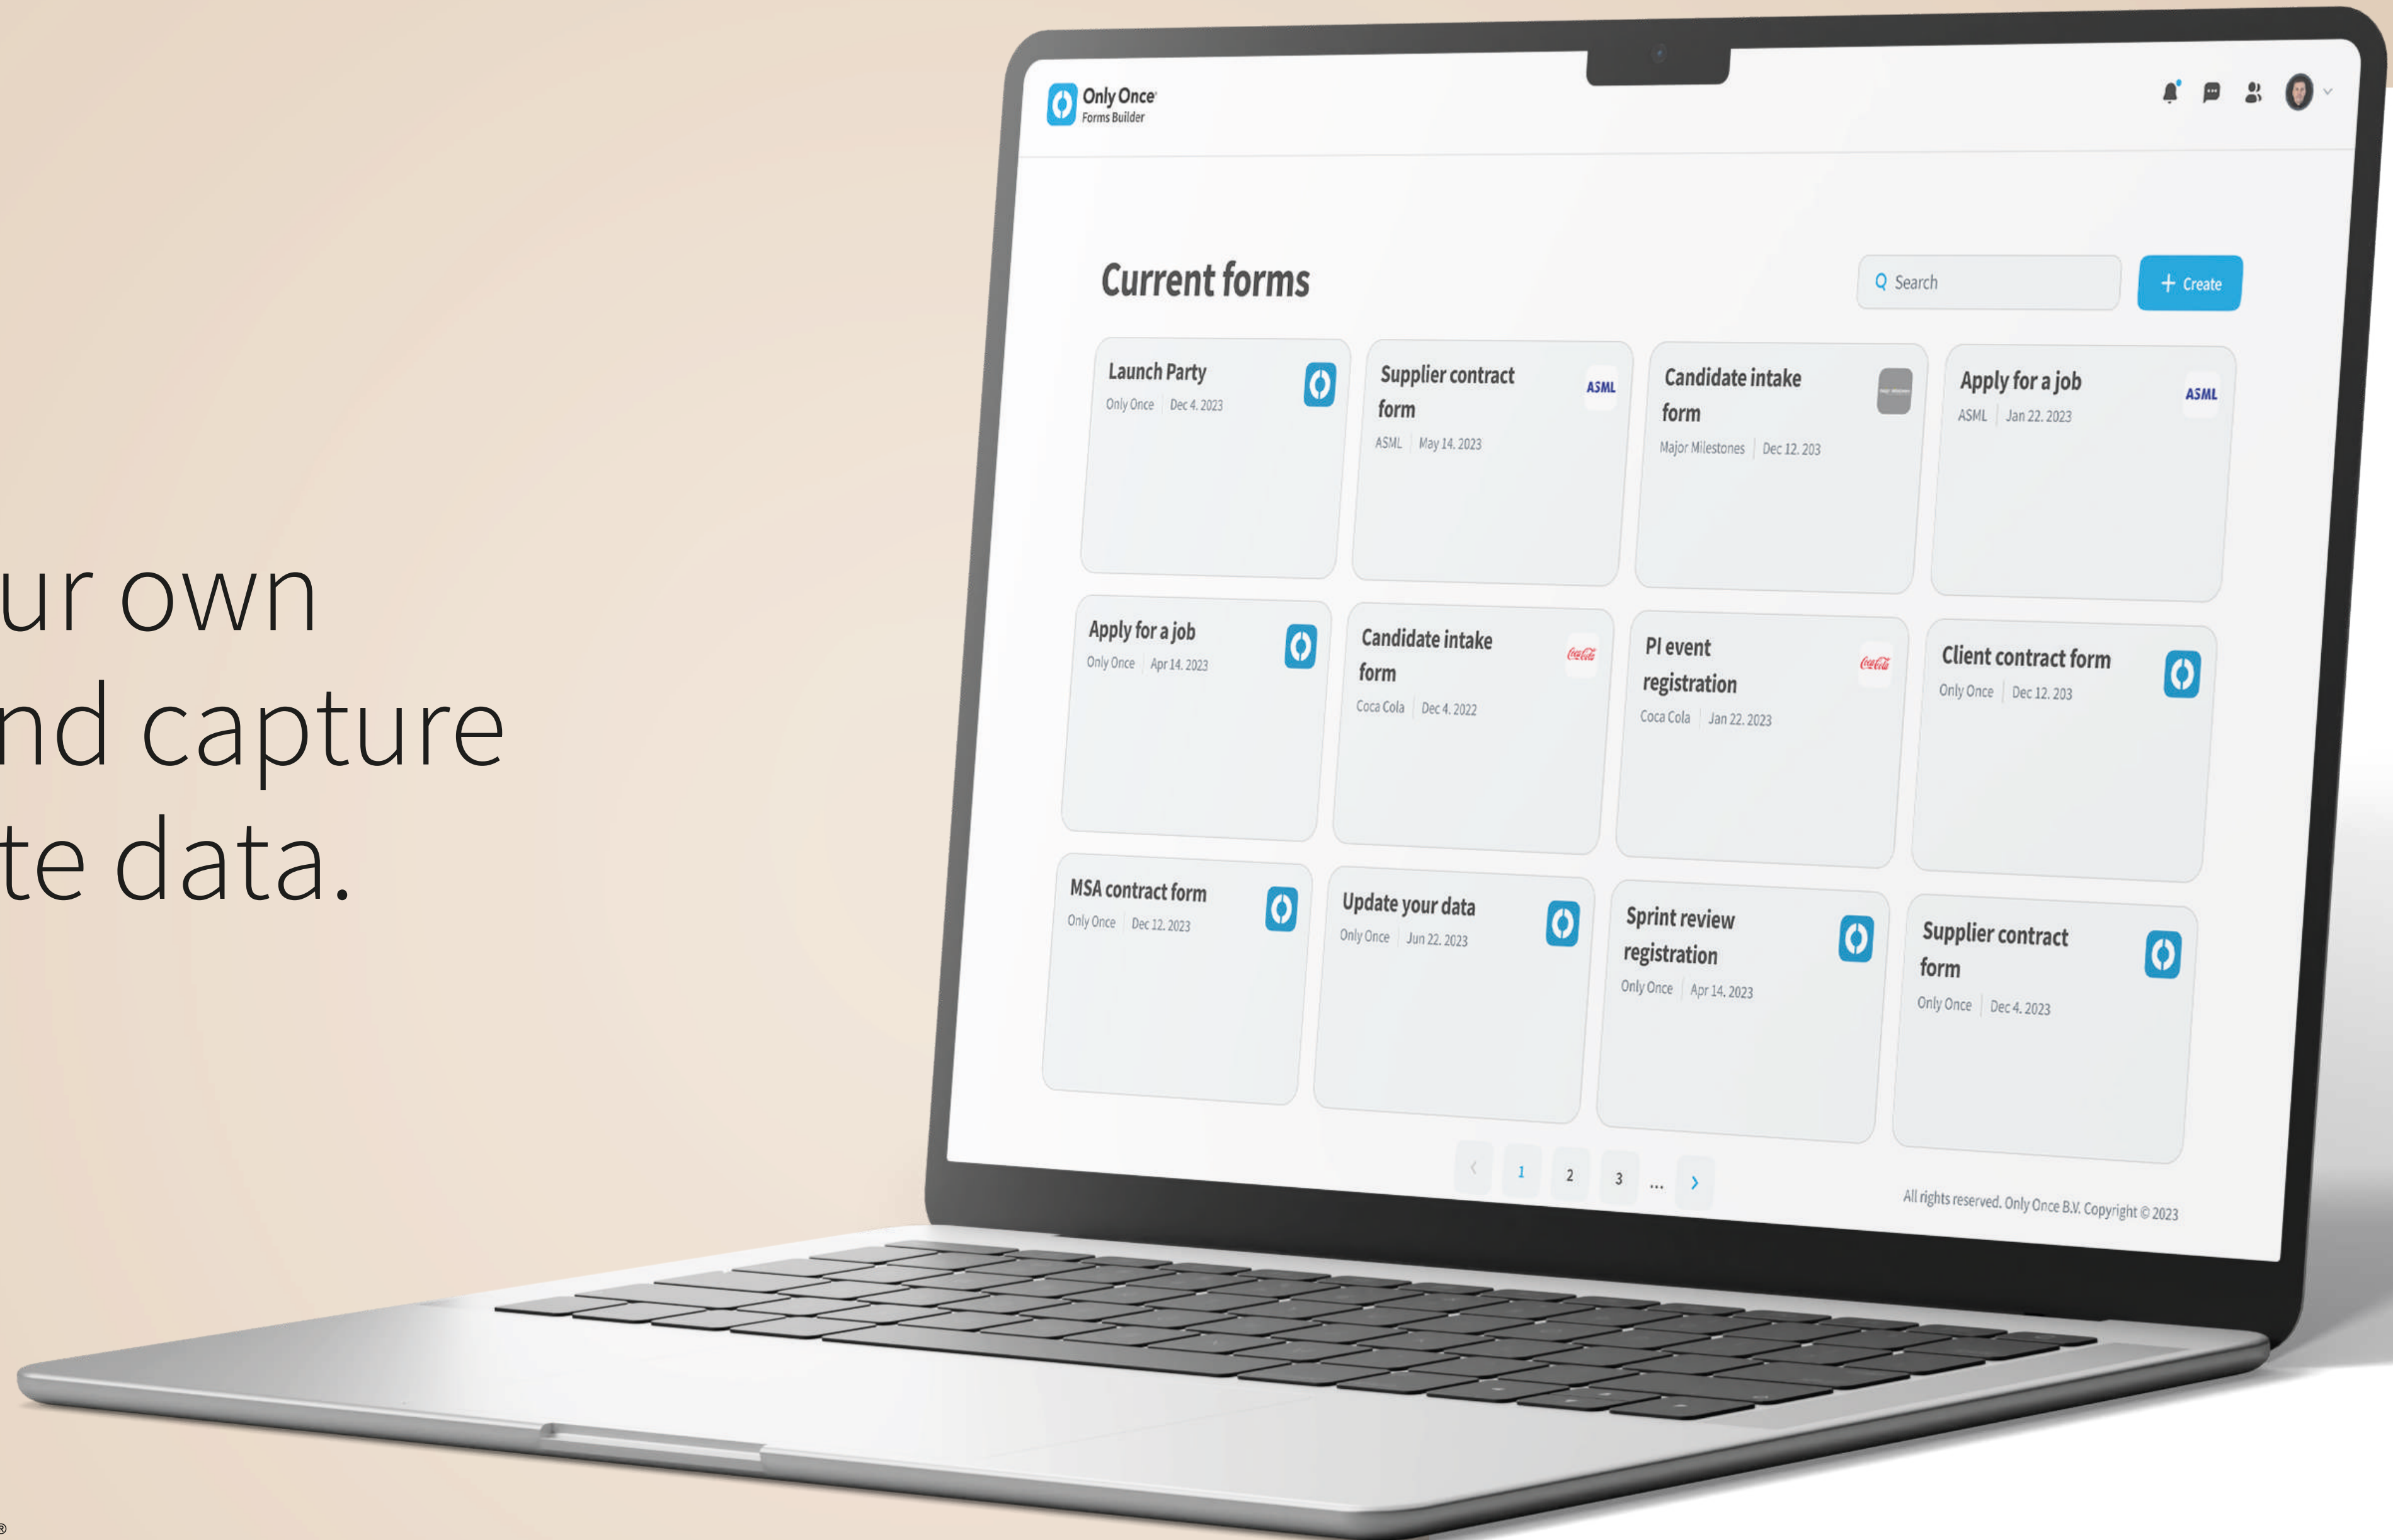 ur own
nd capture
te data.
®
Only Once
Forms Builder
Current forms
Search
+ Create
Launch Party
Only Once | Dec 4. 2023
Supplier contract
form
ASML | May 14. 2023
ASML
Candidate intake
form
Major Milestones | Dec 12. 203
Apply for a job
ASML | Jan 22. 2023
ASML
Apply for a job
Only Once | Apr 14. 2023
Candidate intake
form
Coca Cola | Dec 4. 2022
Coca-Cola
PI event
registration
Coca Cola | Jan 22. 2023
Coca-Cola
Client contract form
Only Once | Dec 12. 203
MSA contract form
Only Once | Dec 12. 2023
Update your data
Only Once | Jun 22. 2023
Sprint review
registration
Only Once | Apr 14. 2023
Supplier contract
form
Only Once | Dec 4. 2023
1 2 3 ...
All rights reserved. Only Once B.V. Copyright © 2023